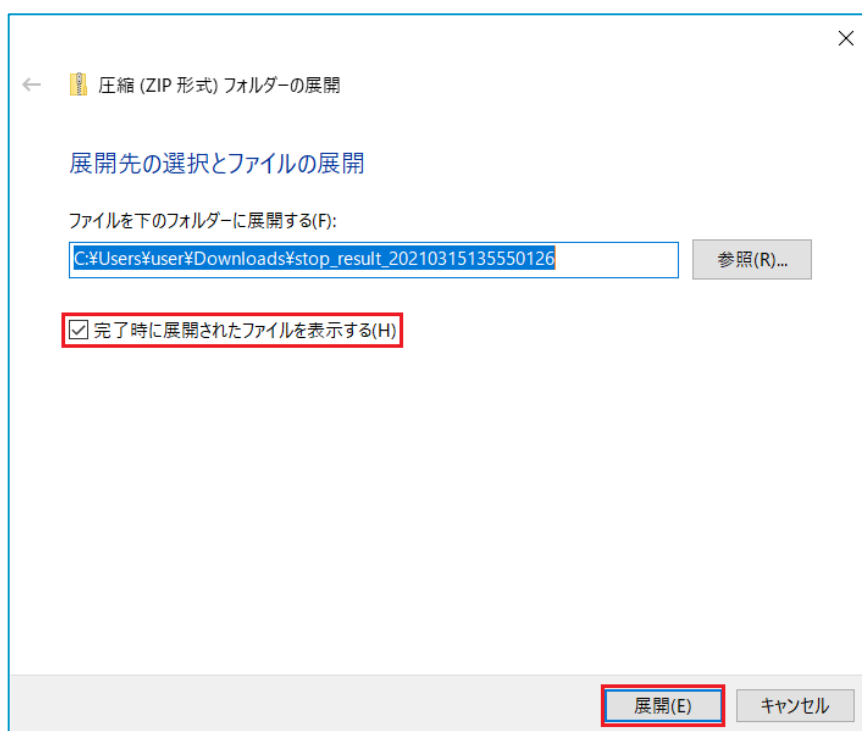 圧縮 (ZIP 形式) フォルダーの展開
展開先の選択とファイルの展開
ファイルを下のフォルダーに展開する(F):
C:¥Users¥user¥Downloads¥stop_result_20210315135550126
参照(R)...
完了時に展開されたファイルを表示する(H)
展開(E)
キャンセル